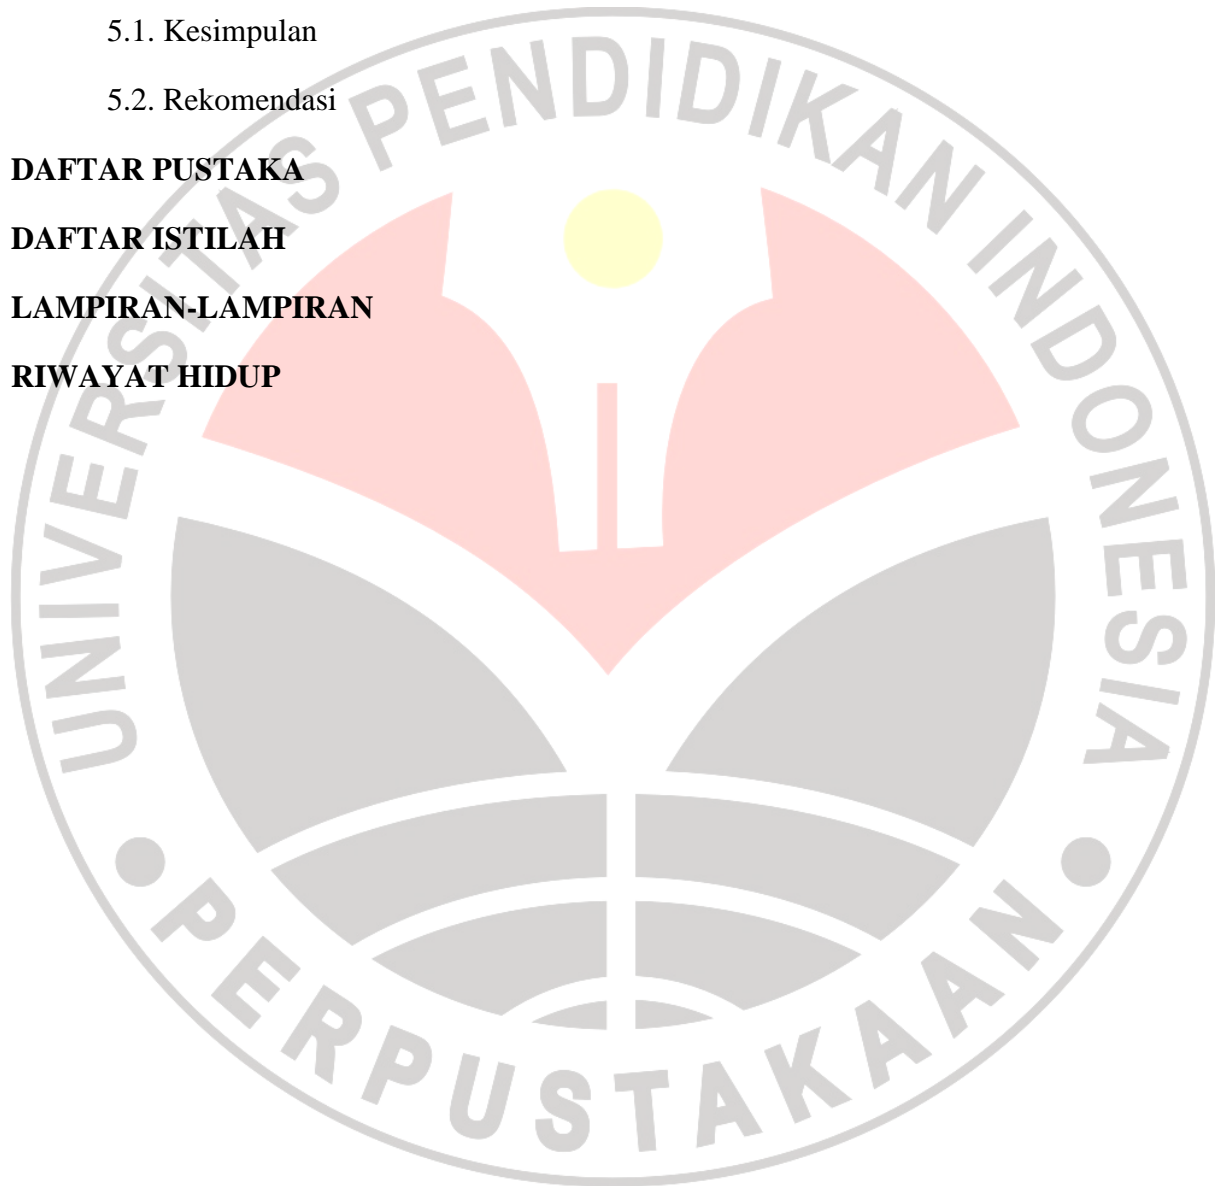 5.1. Kesimpulan
5.2. Rekomendasi
DAFTAR PUSTAKA
DAFTAR ISTILAH
LAMPIRAN-LAMPIRAN
RIWAYAT HIDUP
UNIVERSITAS PENDIDIKAN INDONESIA
PERPUSTAKAAN